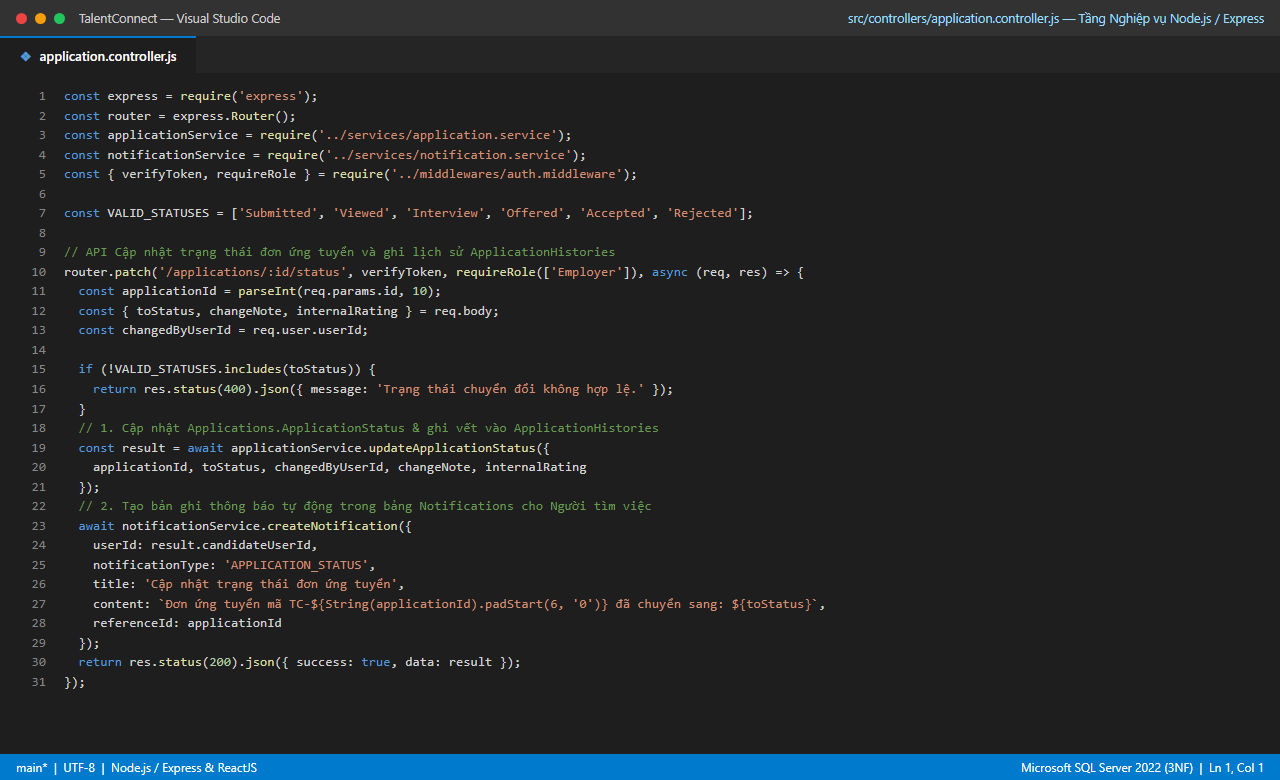 TalentConnect — Visual Studio Code
src/controllers/application.controller.js — Tầng Nghiệp vụ Node.js / Express
application.controller.js
1 const express = require('express');
2 const router = express.Router();
3 const applicationService = require('../services/application.service');
4 const notificationService = require('../services/notification.service');
5 const { verifyToken, requireRole } = require('../middlewares/auth.middleware');
6
7 const VALID_STATUSES = ['Submitted', 'Viewed', 'Interview', 'Offered', 'Accepted', 'Rejected'];
8
9 // API Cập nhật trạng thái đơn ứng tuyển và ghi lịch sử ApplicationHistories
10 router.patch('/applications/:id/status', verifyToken, requireRole(['Employer']), async (req, res) => {
11   const applicationId = parseInt(req.params.id, 10);
12   const { toStatus, changeNote, internalRating } = req.body;
13   const changedByUserId = req.user.userId;
14
15   if (!VALID_STATUSES.includes(toStatus)) {
16     return res.status(400).json({ message: 'Trạng thái chuyển đổi không hợp lệ.' });
17   }
18   // 1. Cập nhật Applications.ApplicationStatus & ghi vết vào ApplicationHistories
19   const result = await applicationService.updateApplicationStatus({
20     applicationId, toStatus, changedByUserId, changeNote, internalRating
21   });
22   // 2. Tạo bản ghi thông báo tự động trong bảng Notifications cho Người tìm việc
23   await notificationService.createNotification({
24     userId: result.candidateUserId,
25     notificationType: 'APPLICATION_STATUS',
26     title: 'Cập nhật trạng thái đơn ứng tuyển',
27     content: `Đơn ứng tuyển mã TC-${String(applicationId).padStart(6, '0')} đã chuyển sang: ${toStatus}`,
28     referenceId: applicationId
29   });
30   return res.status(200).json({ success: true, data: result });
31 });
main* | UTF-8 | Node.js / Express & ReactJS
Microsoft SQL Server 2022 (3NF) | Ln 1, Col 1